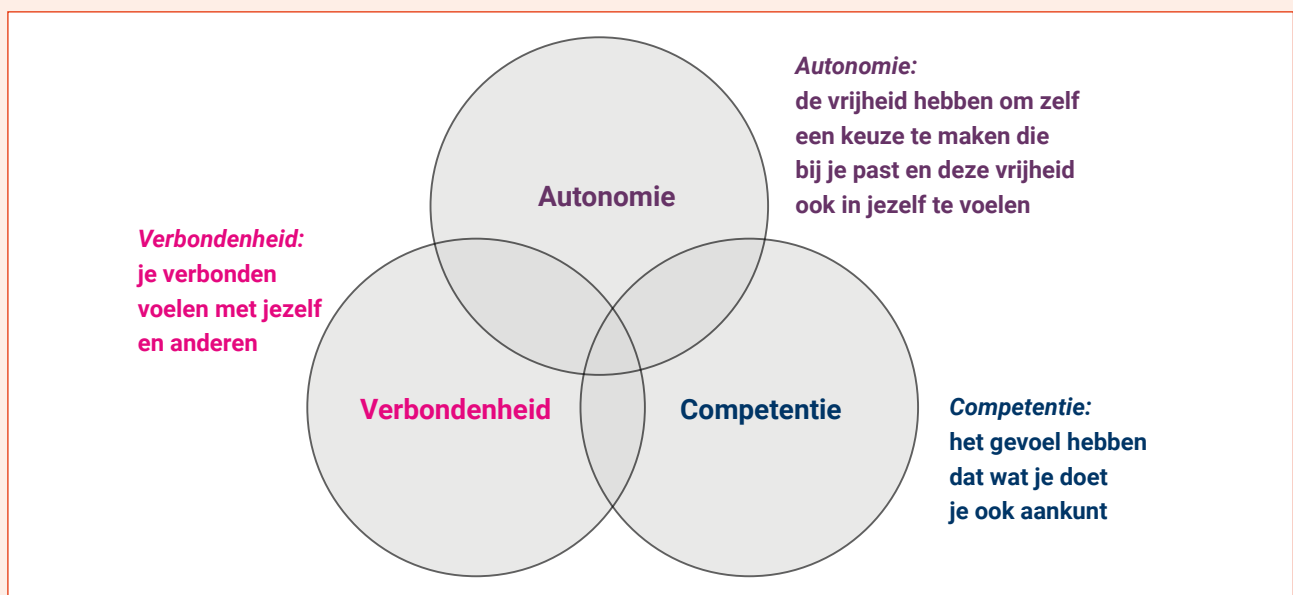 Autonomie:
de vrijheid hebben om zelf
een keuze te maken die
bij je past en deze vrijheid
ook in jezelf te voelen
Autonomie
Verbondenheid:
je verbonden
voelen met jezelf
en anderen
Verbondenheid
Competentie
Competentie:
het gevoel hebben
dat wat je doet
je ook aankunt